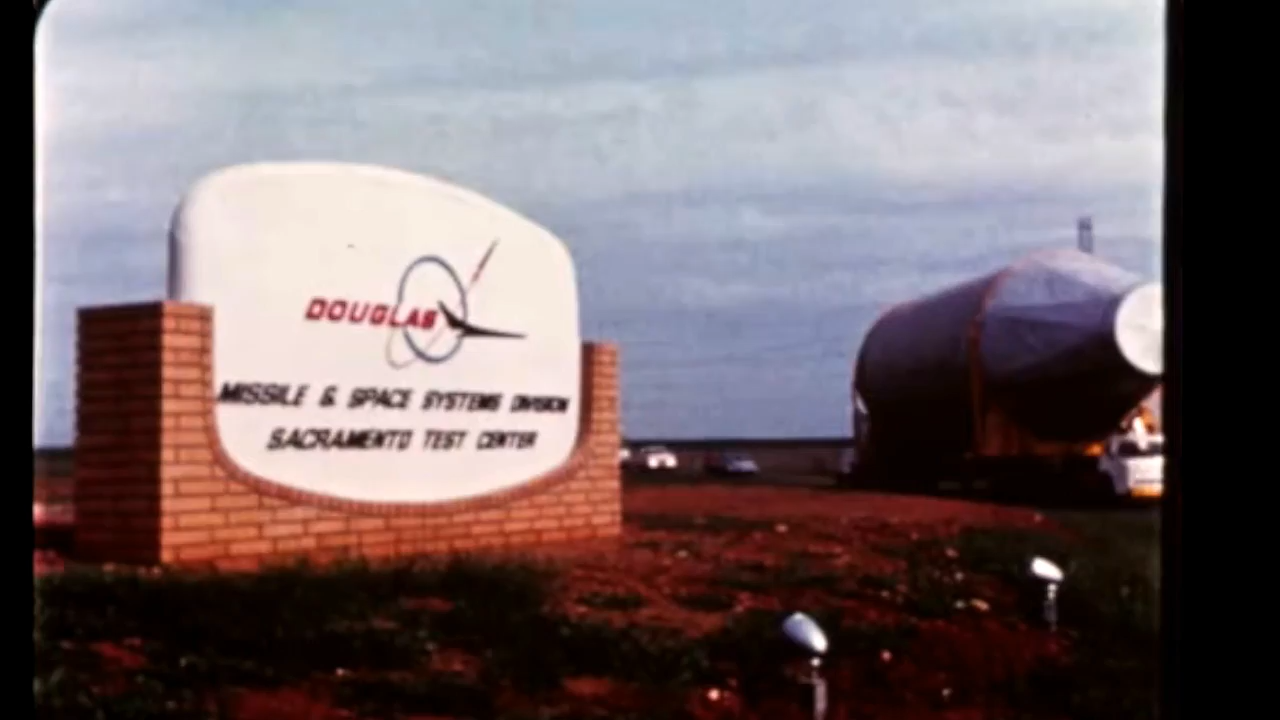 DOUGLAS
MISSILE & SPACE SYSTEMS DIVISION
SACRAMENTO TEST CENTER